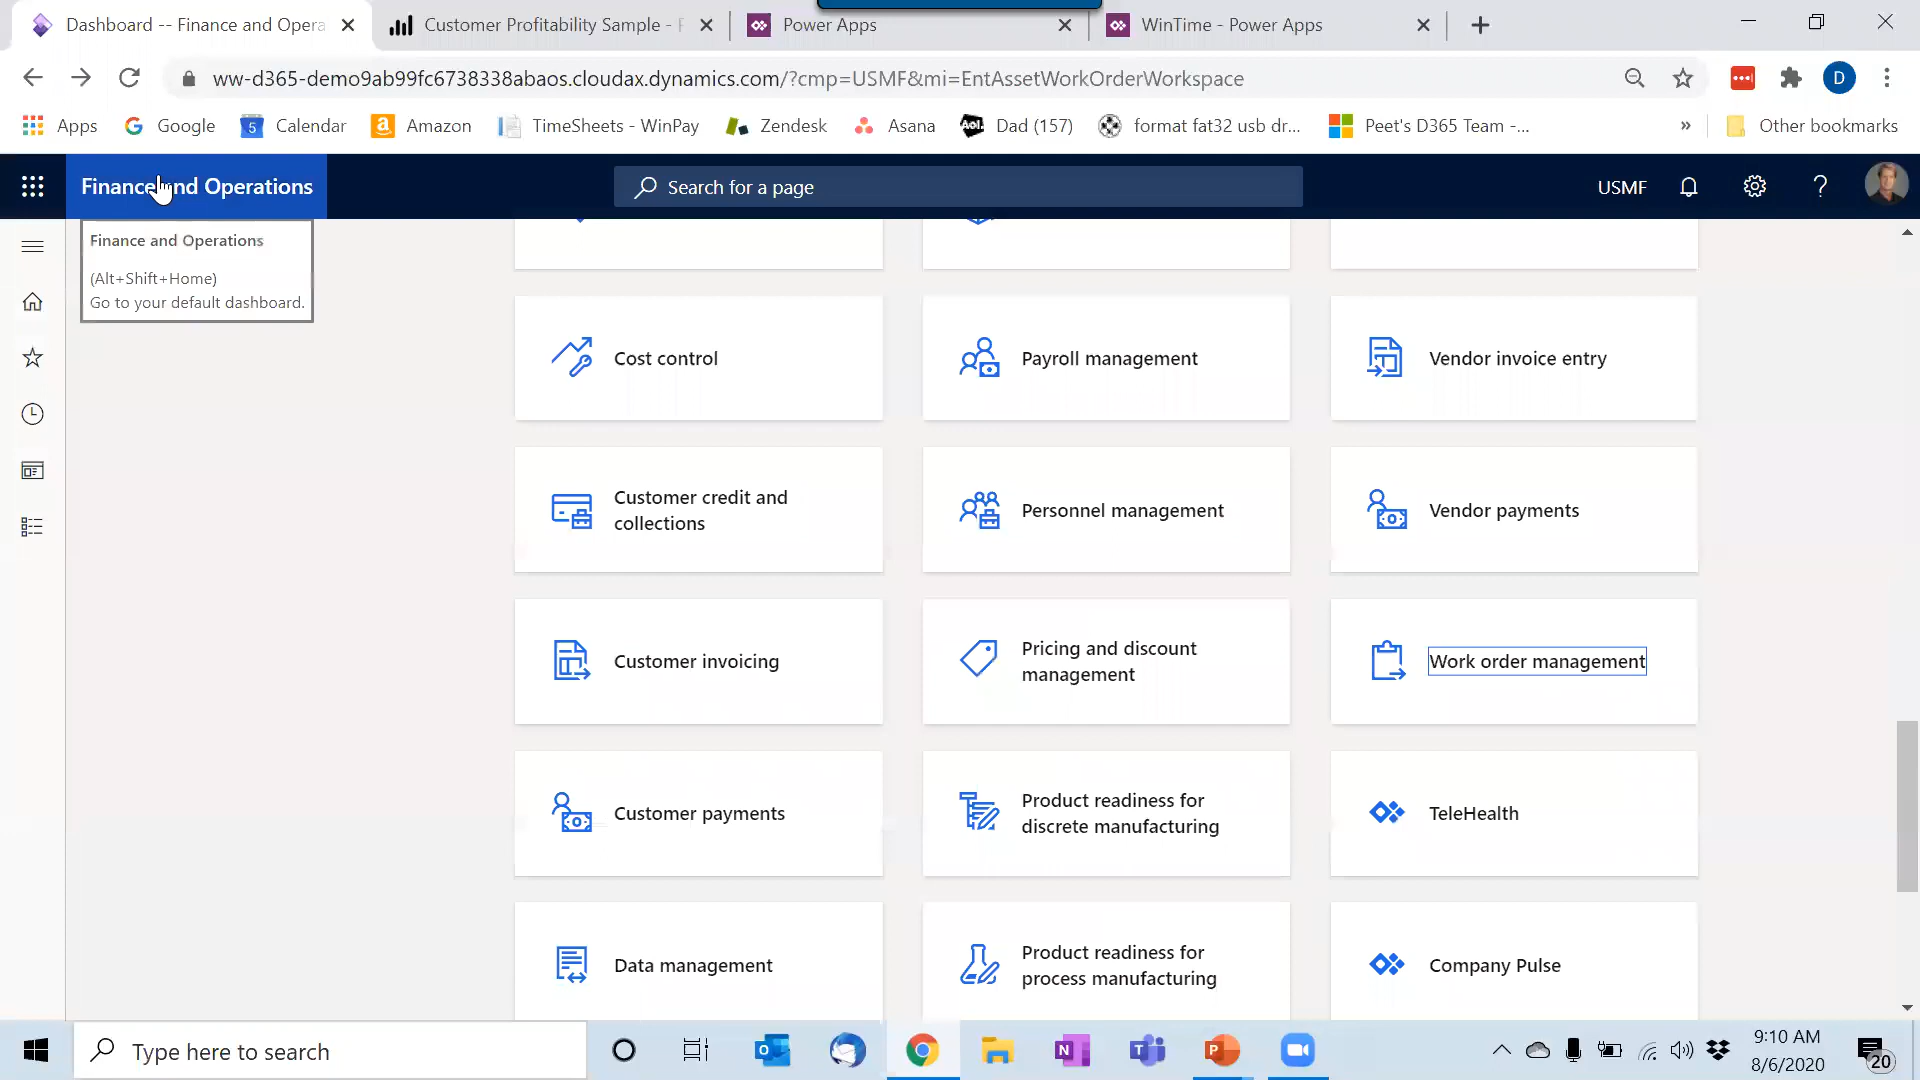 Dashboard -- Finance and Opera
Customer Profitability Sample - F
Power Apps
WinTime - Power Apps
ww-d365-demo9ab99fc6738338abaos.cloudax.dynamics.com/?cmp=USMF&mi=EntAssetWorkOrderWorkspace
D
Apps
Google
5
Calendar
Amazon
TimeSheets - WinPay
Zendesk
Asana
Aol.
Dad (157)
format fat32 usb dr...
Peet's D365 Team -...
»
Other bookmarks
Finance and Operations
Search for a page
USMF
?
Finance and Operations
(Alt+Shift+Home)
Go to your default dashboard.
Cost control
Payroll management
Vendor invoice entry
Customer credit and
collections
Personnel management
Vendor payments
Customer invoicing
Pricing and discount
management
Work order management
Customer payments
Product readiness for
discrete manufacturing
TeleHealth
Data management
Product readiness for
process manufacturing
Company Pulse
Type here to search
9:10 AM
8/6/2020
20